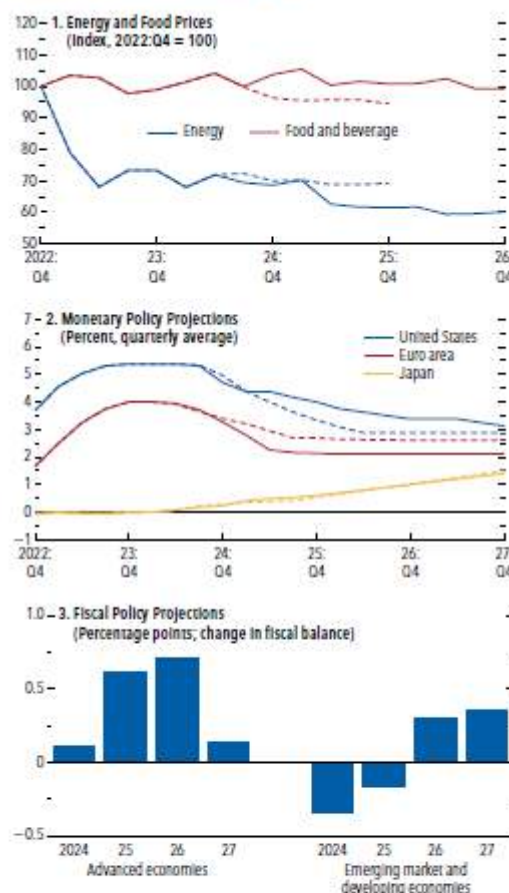 120
1. Energy and Food Prices
(Index, 2022:Q4 = 100)
110
100
90
80
70
60
50
Energy
Food and beverage
2022: 23: 24: 25: 26:
Q4 Q4 Q4 Q4 Q4
7
2. Monetary Policy Projections
(Percent, quarterly average)
6
5
4
3
2
1
0
−1
United States
Euro area
Japan
2022: 23: 24: 25: 26: 27:
Q4 Q4 Q4 Q4 Q4 Q4
1.0
3. Fiscal Policy Projections
(Percentage points; change in fiscal balance)
0.5
0
−0.5
2024 25 26 27 2024 25 26 27
Advanced economies
Emerging market and
developing economies